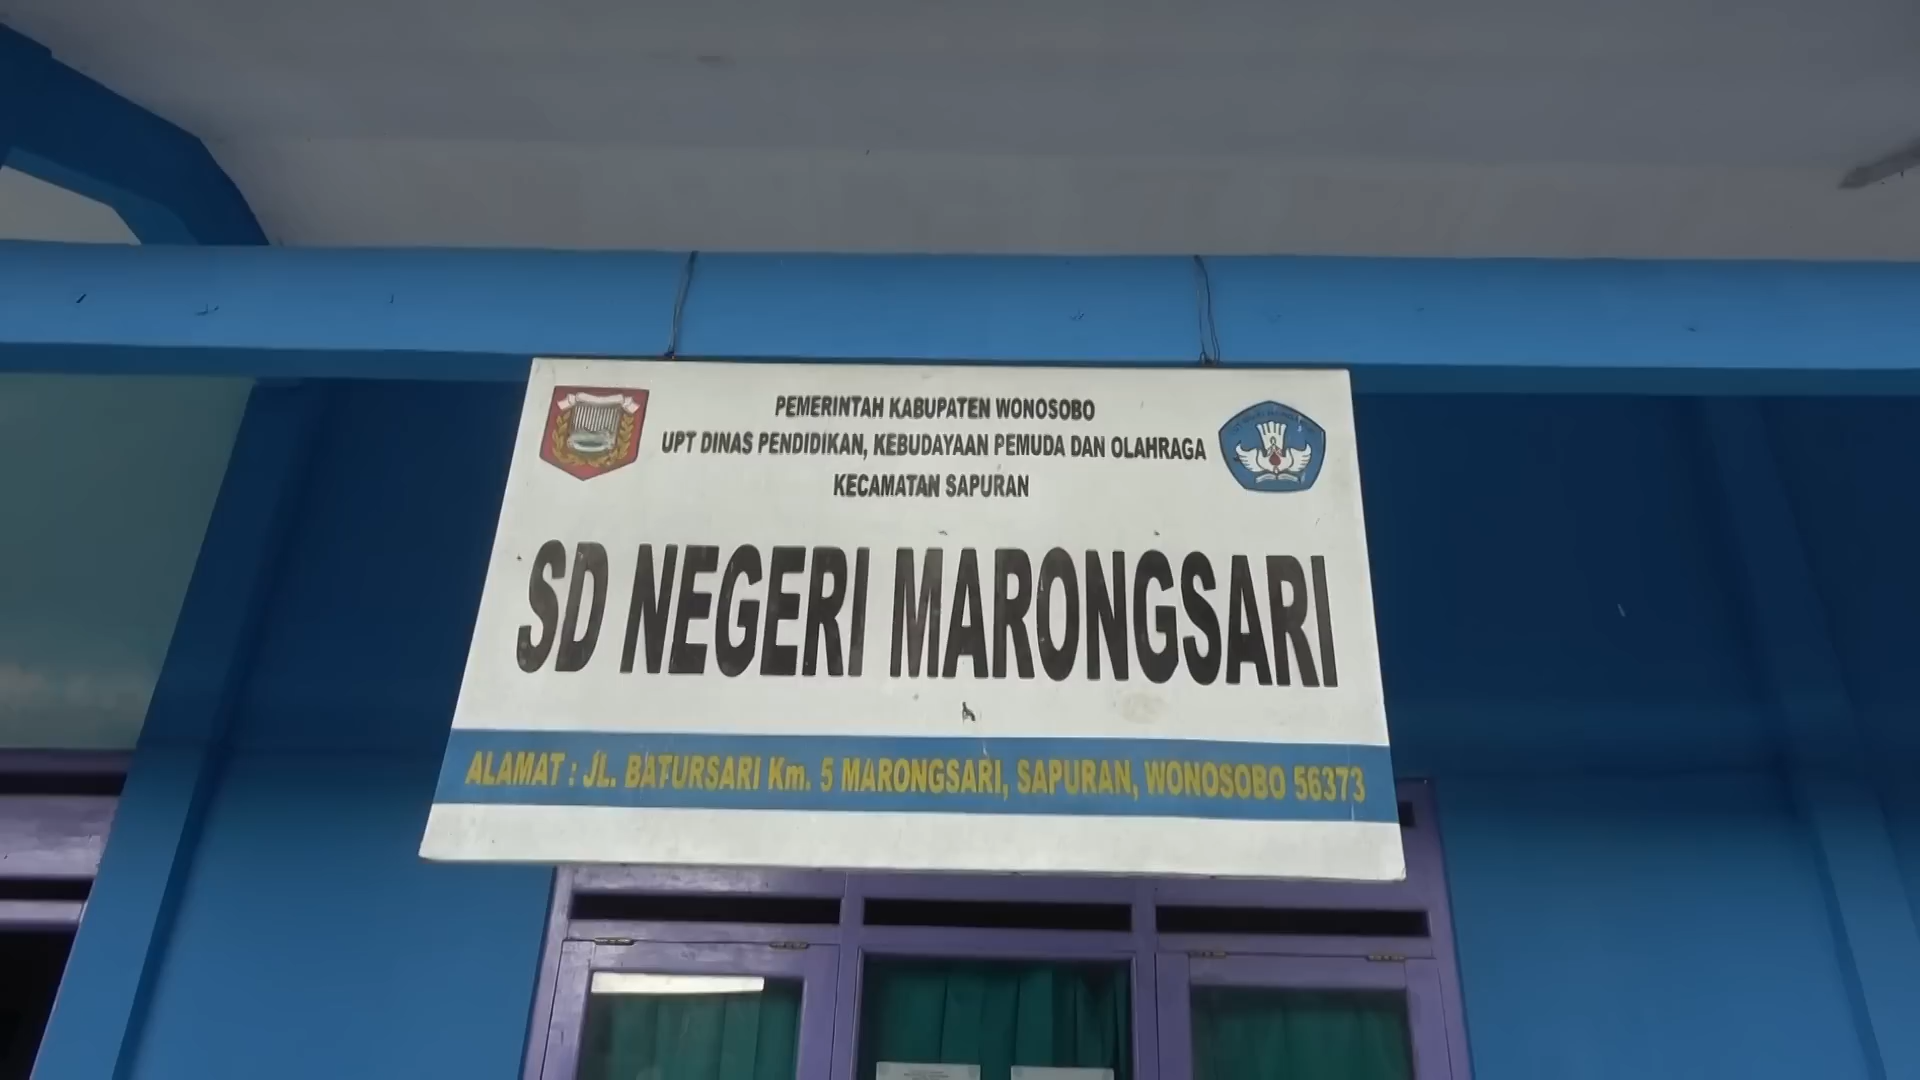 PEMERINTAH KABUPATEN WONOSOBO
UPT DINAS PENDIDIKAN, KEBUDAYAAN PEMUDA DAN OLAHRAGA
KECAMATAN SAPURAN
SD NEGERI MARONGSARI
ALAMAT : JL. BATURSARI Km. 5 MARONGSARI, SAPURAN, WONOSOBO 56373